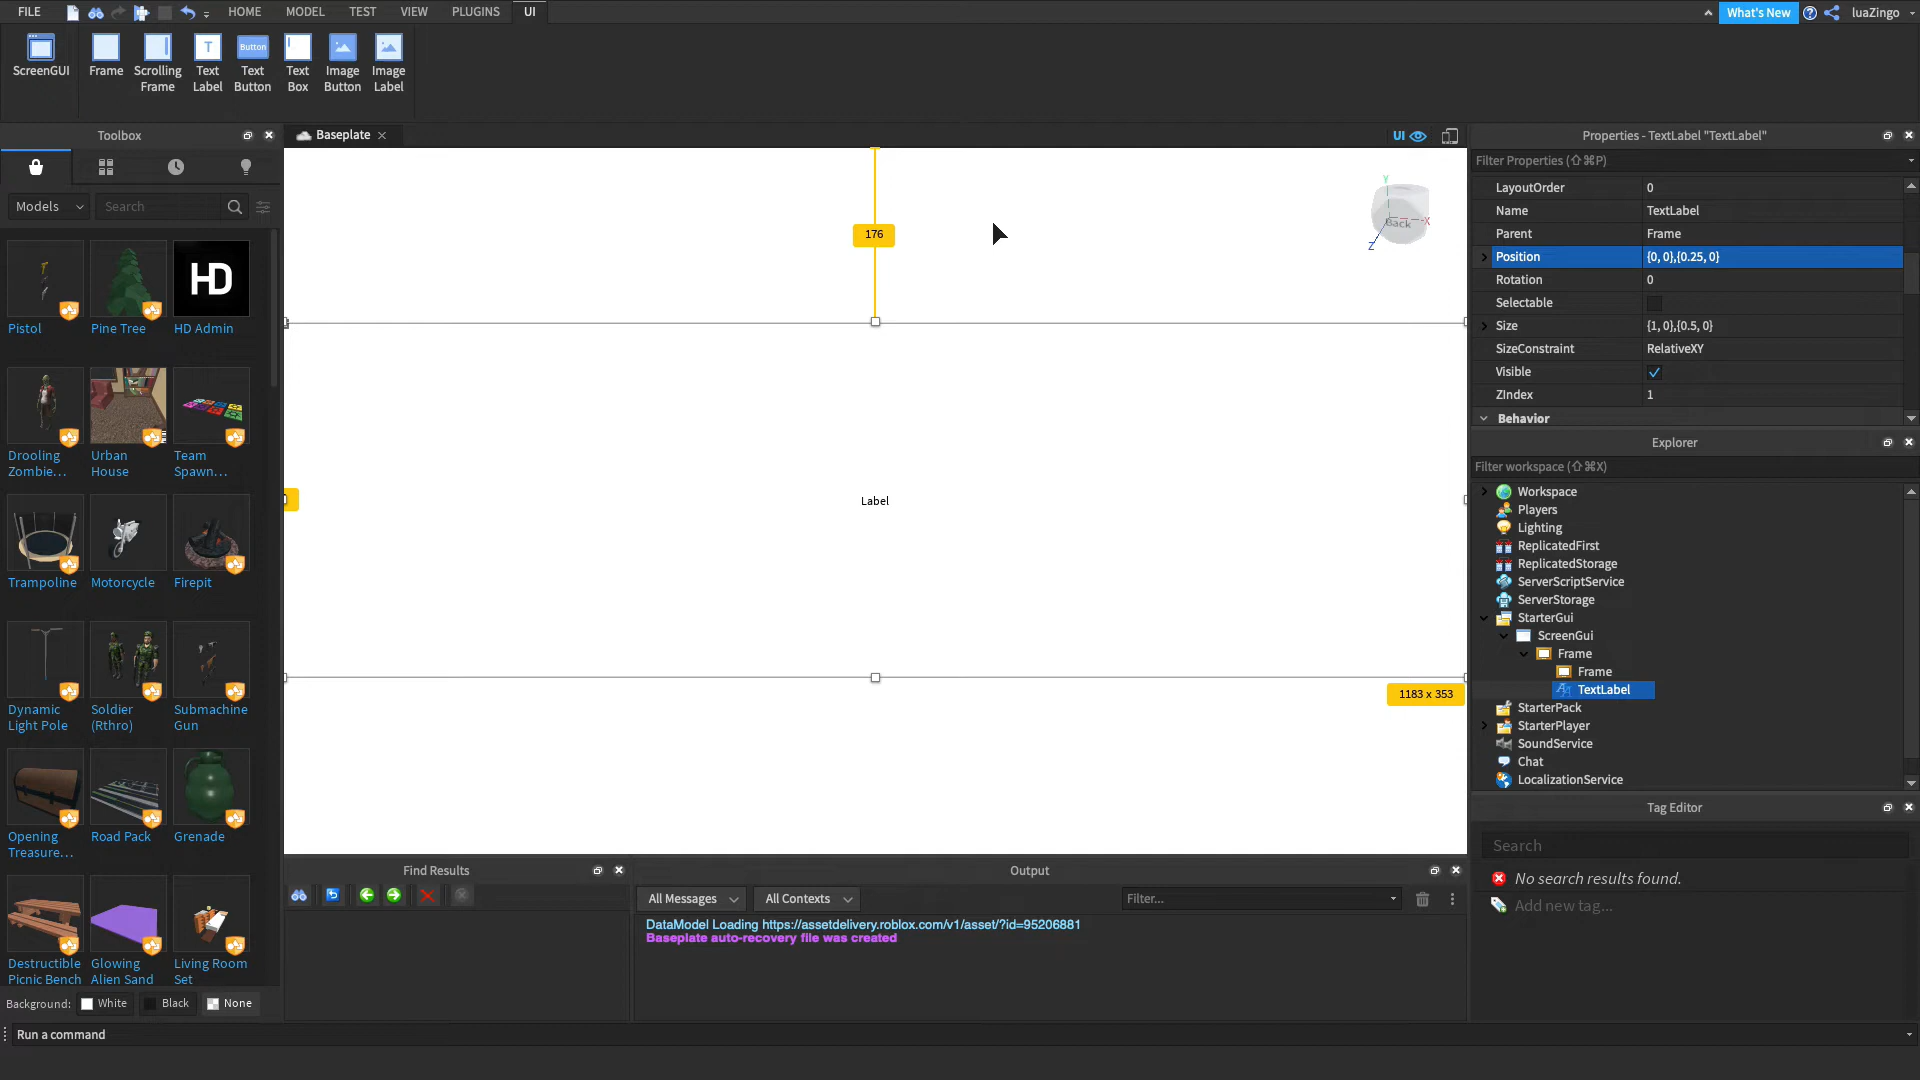 FILE
HOME
MODEL
TEST
VIEW
PLUGINS
UI
What's New
luaZingo
ScreenGUI
Frame
Scrolling
Frame
T
Text
Label
Button
Text
Button
Text
Box
Image
Button
Image
Label
Toolbox
Models
Search
Pistol
Pine Tree
HD
HD Admin
Drooling
Zombie...
Urban
House
Team
Spawn...
Trampoline
Motorcycle
Firepit
Dynamic
Light Pole
Soldier
(Rthro)
Submachine
Gun
Opening
Treasure...
Road Pack
Grenade
Destructible
Picnic Bench
Glowing
Alien Sand
Living Room
Set
Background:
White
Black
None
Baseplate
UI
176
Y
Back
X
Z
Label
1183 x 353
Find Results
Output
All Messages
All Contexts
Filter...
DataModel Loading https://assetdelivery.roblox.com/v1/asset/?id=95206881
Baseplate auto-recovery file was created
Properties - TextLabel "TextLabel"
Filter Properties (⇧⌘P)
LayoutOrder 0
Name TextLabel
Parent Frame
Position {0, 0},{0.25, 0}
Rotation 0
Selectable
Size {1, 0},{0.5, 0}
SizeConstraint RelativeXY
Visible
ZIndex 1
Behavior
Explorer
Filter workspace (⇧⌘X)
Workspace
Players
Lighting
ReplicatedFirst
ReplicatedStorage
ServerScriptService
ServerStorage
StarterGui
ScreenGui
Frame
Frame
TextLabel
StarterPack
StarterPlayer
SoundService
Chat
LocalizationService
Tag Editor
Search
No search results found.
Add new tag...
Run a command